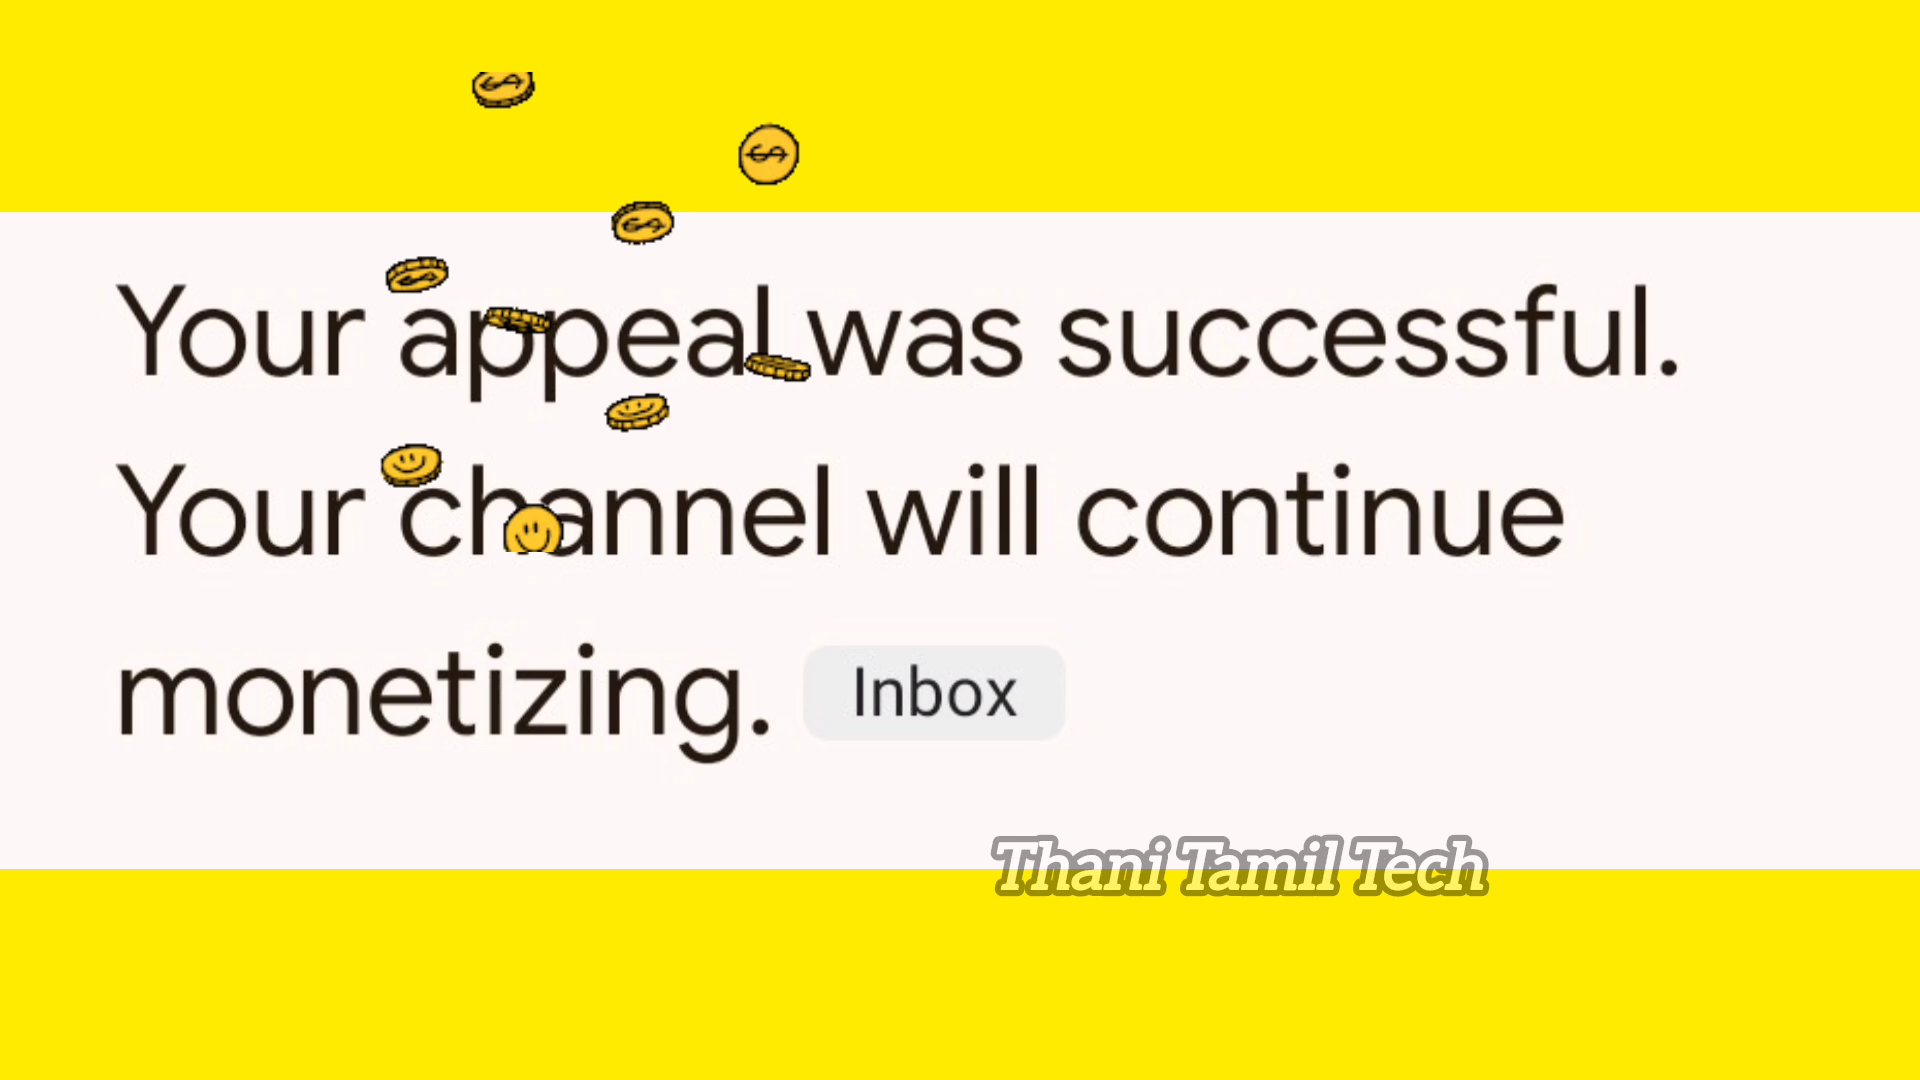 Your appeal was successful.
Your channel will continue
monetizing. Inbox
Thani Tamil Tech